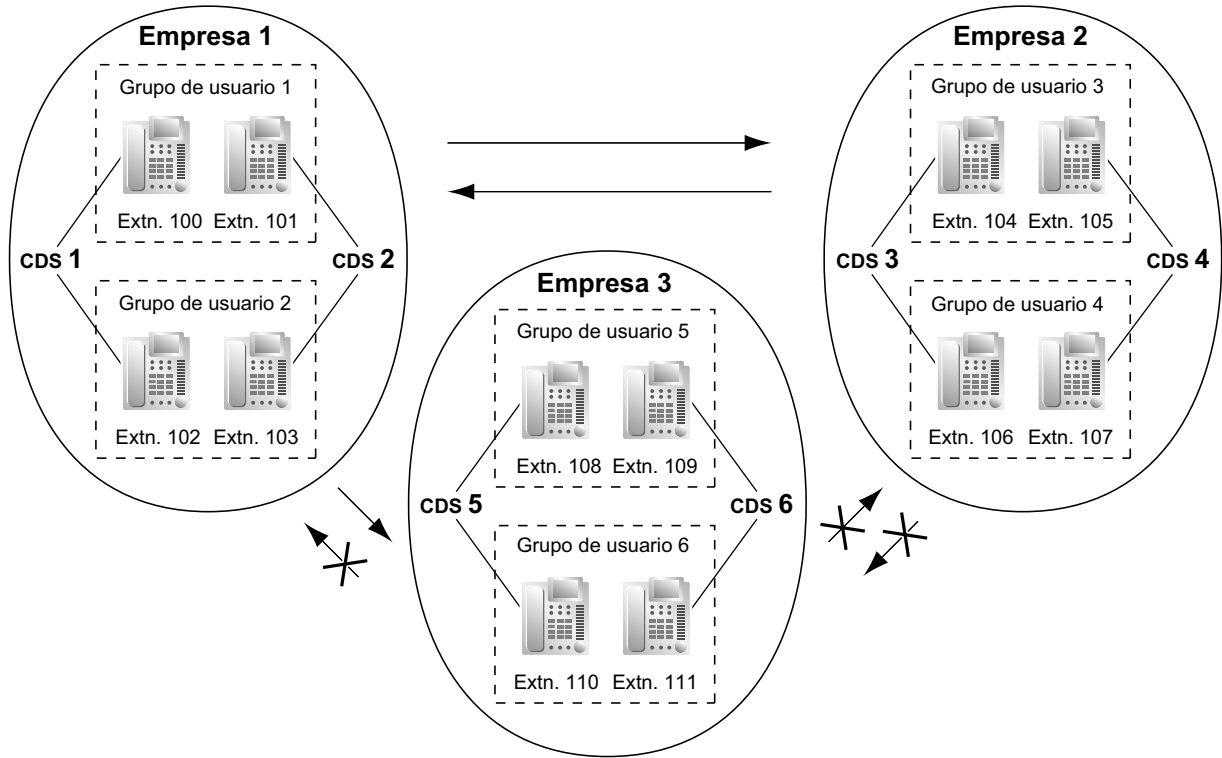 Empresa 1
Grupo de usuario 1
Extn. 100 Extn. 101
CDS 1
CDS 2
Grupo de usuario 2
Extn. 102 Extn. 103
Empresa 2
Grupo de usuario 3
Extn. 104 Extn. 105
CDS 3
CDS 4
Grupo de usuario 4
Extn. 106 Extn. 107
Empresa 3
Grupo de usuario 5
Extn. 108 Extn. 109
CDS 5
CDS 6
Grupo de usuario 6
Extn. 110 Extn. 111